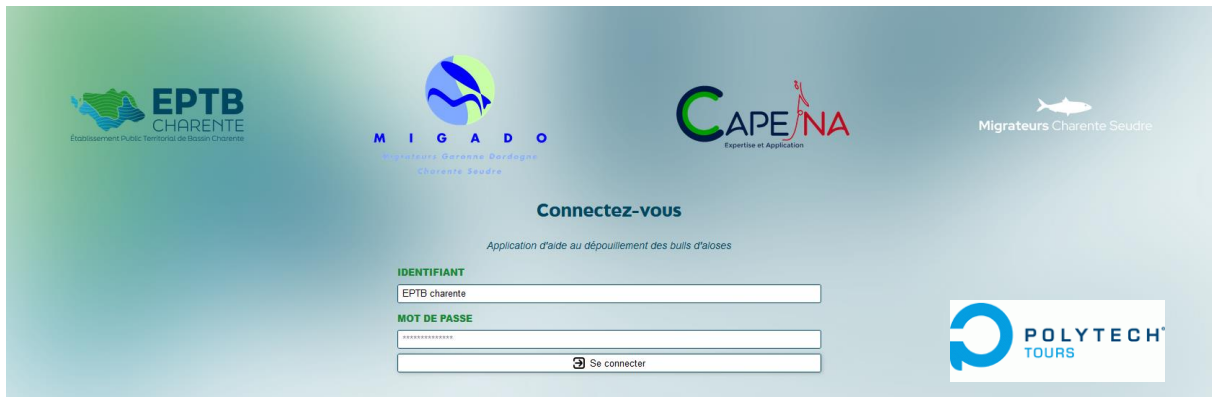 EPTB
CHARENTE
Établissement Public Territorial de Bassin Charente
MIGADO
Migrateurs Garonne Dordogne
Charente Seudre
CAPENA
Expertise et Application
Migrateurs Charente Seudre
Connectez-vous
Application d'aide au dépouillement des bulls d'aloses
IDENTIFIANT
EPTB charente
MOT DE PASSE
**************
Se connecter
POLYTECH®
TOURS